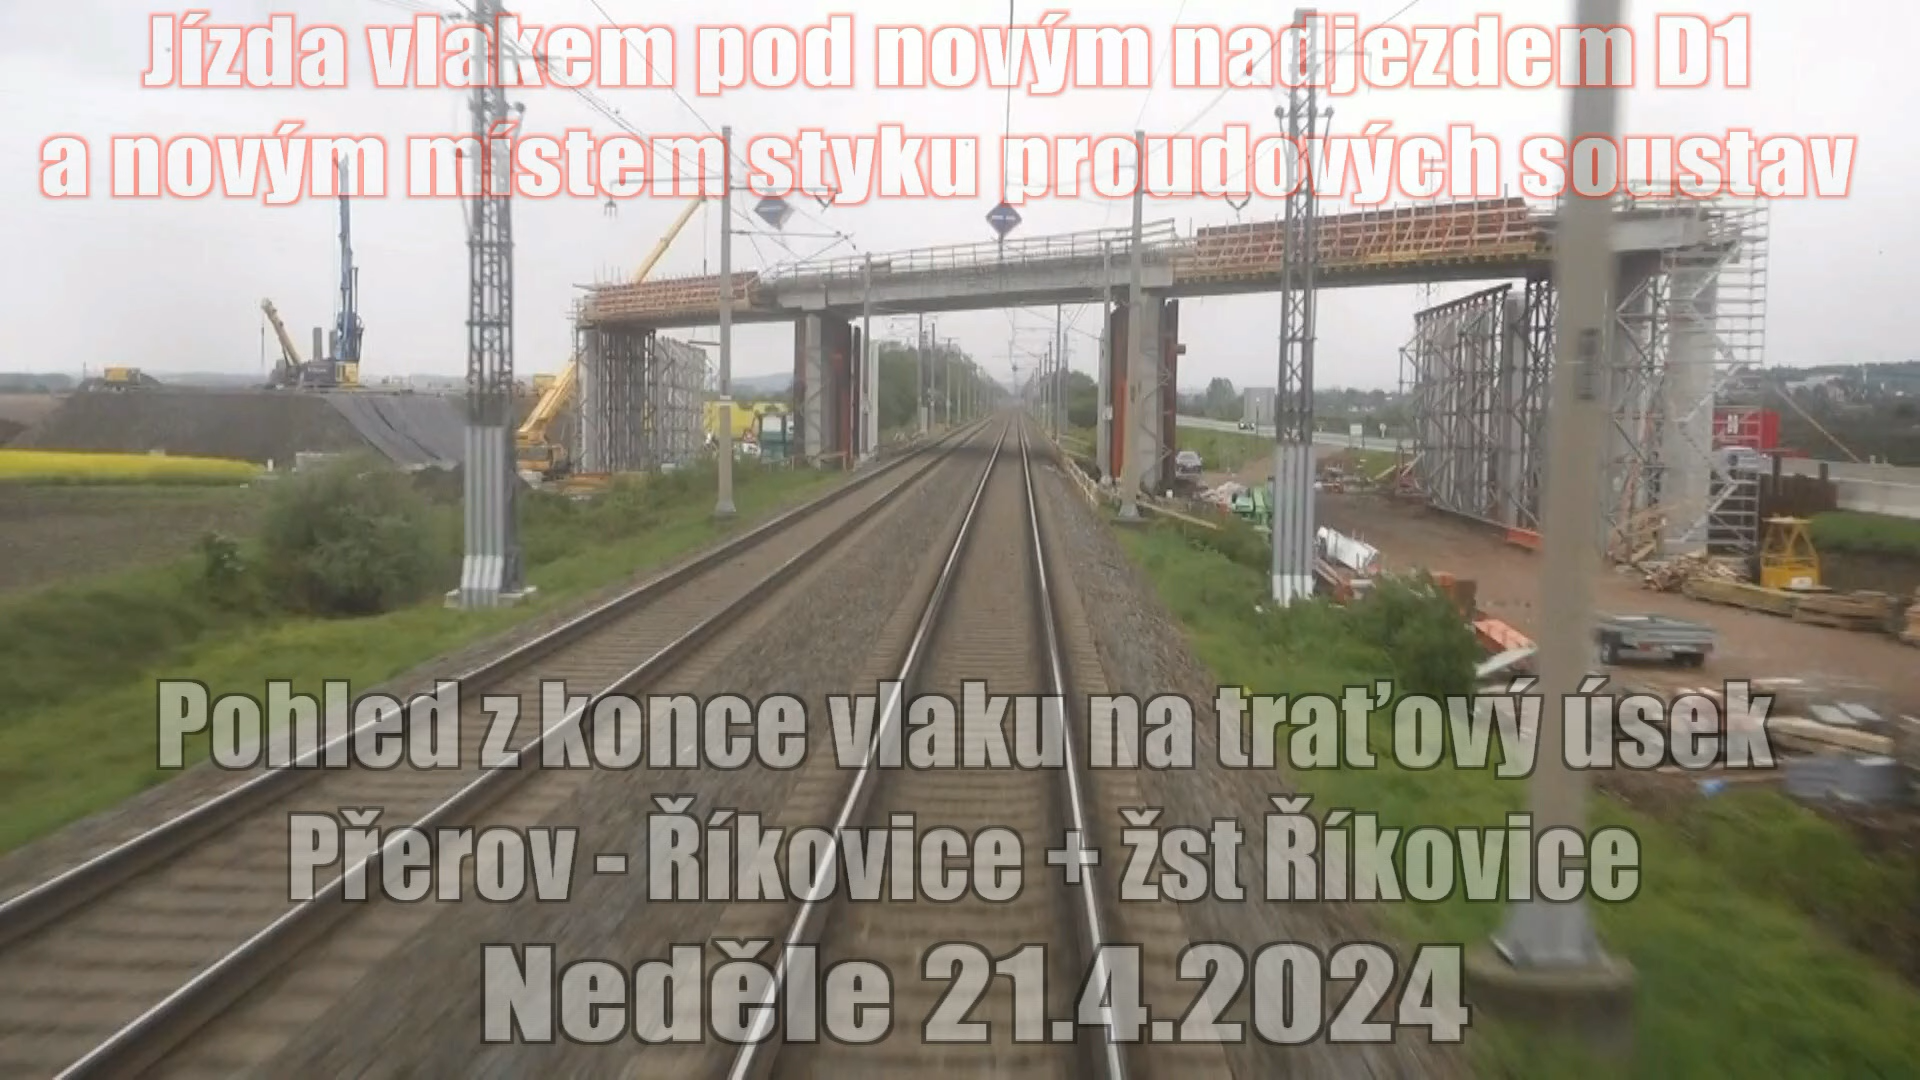 Jízda vlakem pod novým nadjezdem D1
a novým místem styku proudových soustav
Pohled z konce vlaku na traťový úsek
Přerov - Říkovice + žst Říkovice
Neděle 21.4.2024